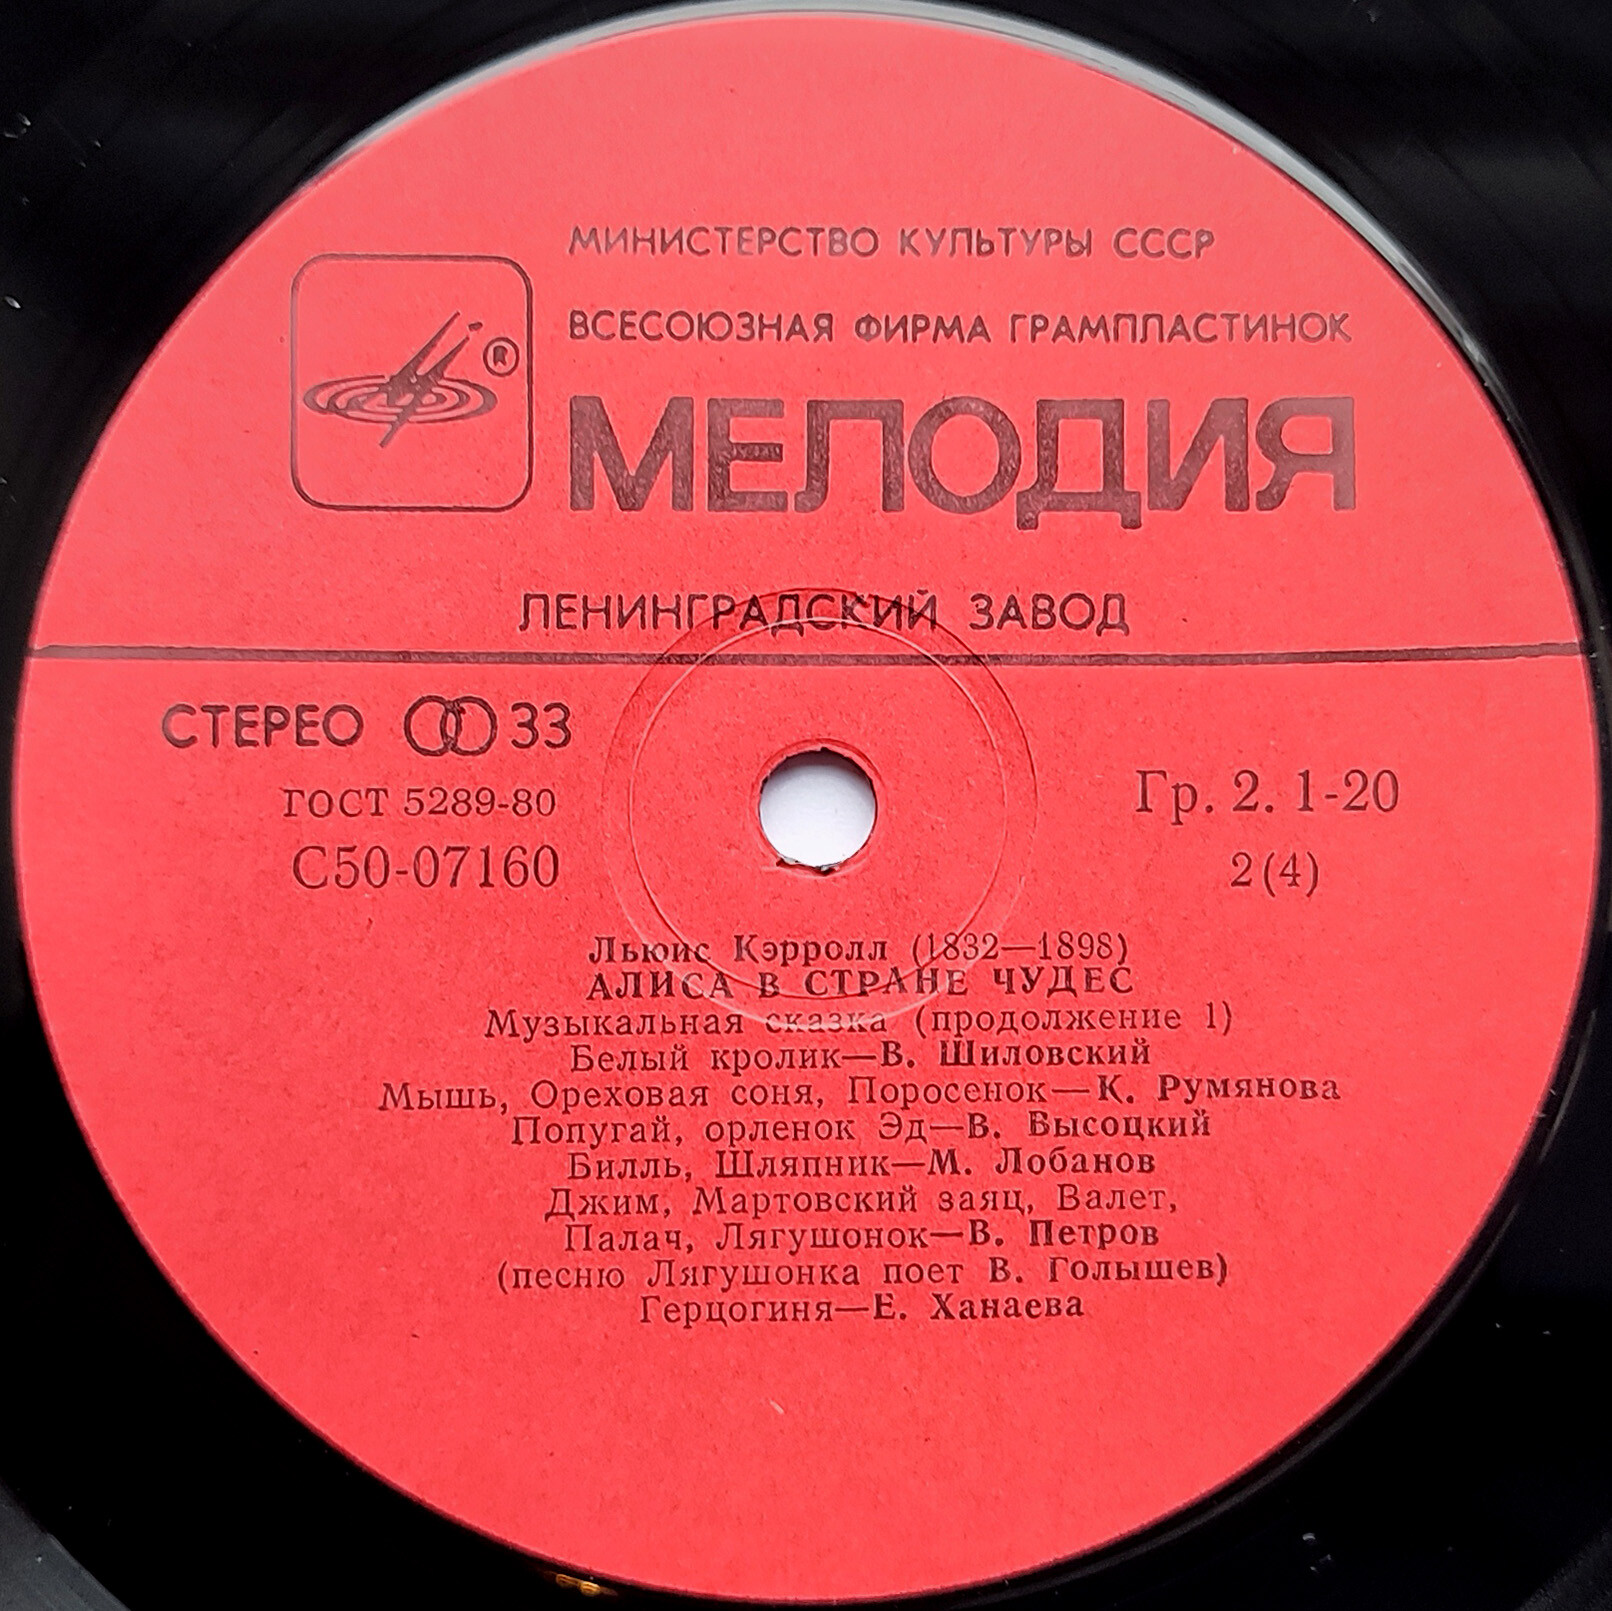 МИНИСТЕРСТВО КУЛЬТУРЫ СССР
ВСЕСОЮЗНАЯ ФИРМА ГРАМПЛАСТИНОК
®
МЕЛОДИЯ
ЛЕНИНГРАДСКИЙ ЗАВОД
СТЕРЕО 33
ГОСТ 5289-80
С50-07160
Гр. 2. 1-20
2(4)
Льюис Кэрролл (1832—1898)
АЛИСА В СТРАНЕ ЧУДЕС
Музыкальная сказка (продолжение 1)
Белый кролик—В. Шиловский
Мышь, Ореховая соня, Поросенок—К. Румянова
Попугай, орленок Эд—В. Высоцкий
Билль, Шляпник—М. Лобанов
Джим, Мартовский заяц, Валет,
Палач, Лягушонок—В. Петров
(песню Лягушонка поет В. Голышев)
Герцогиня—Е. Ханаева